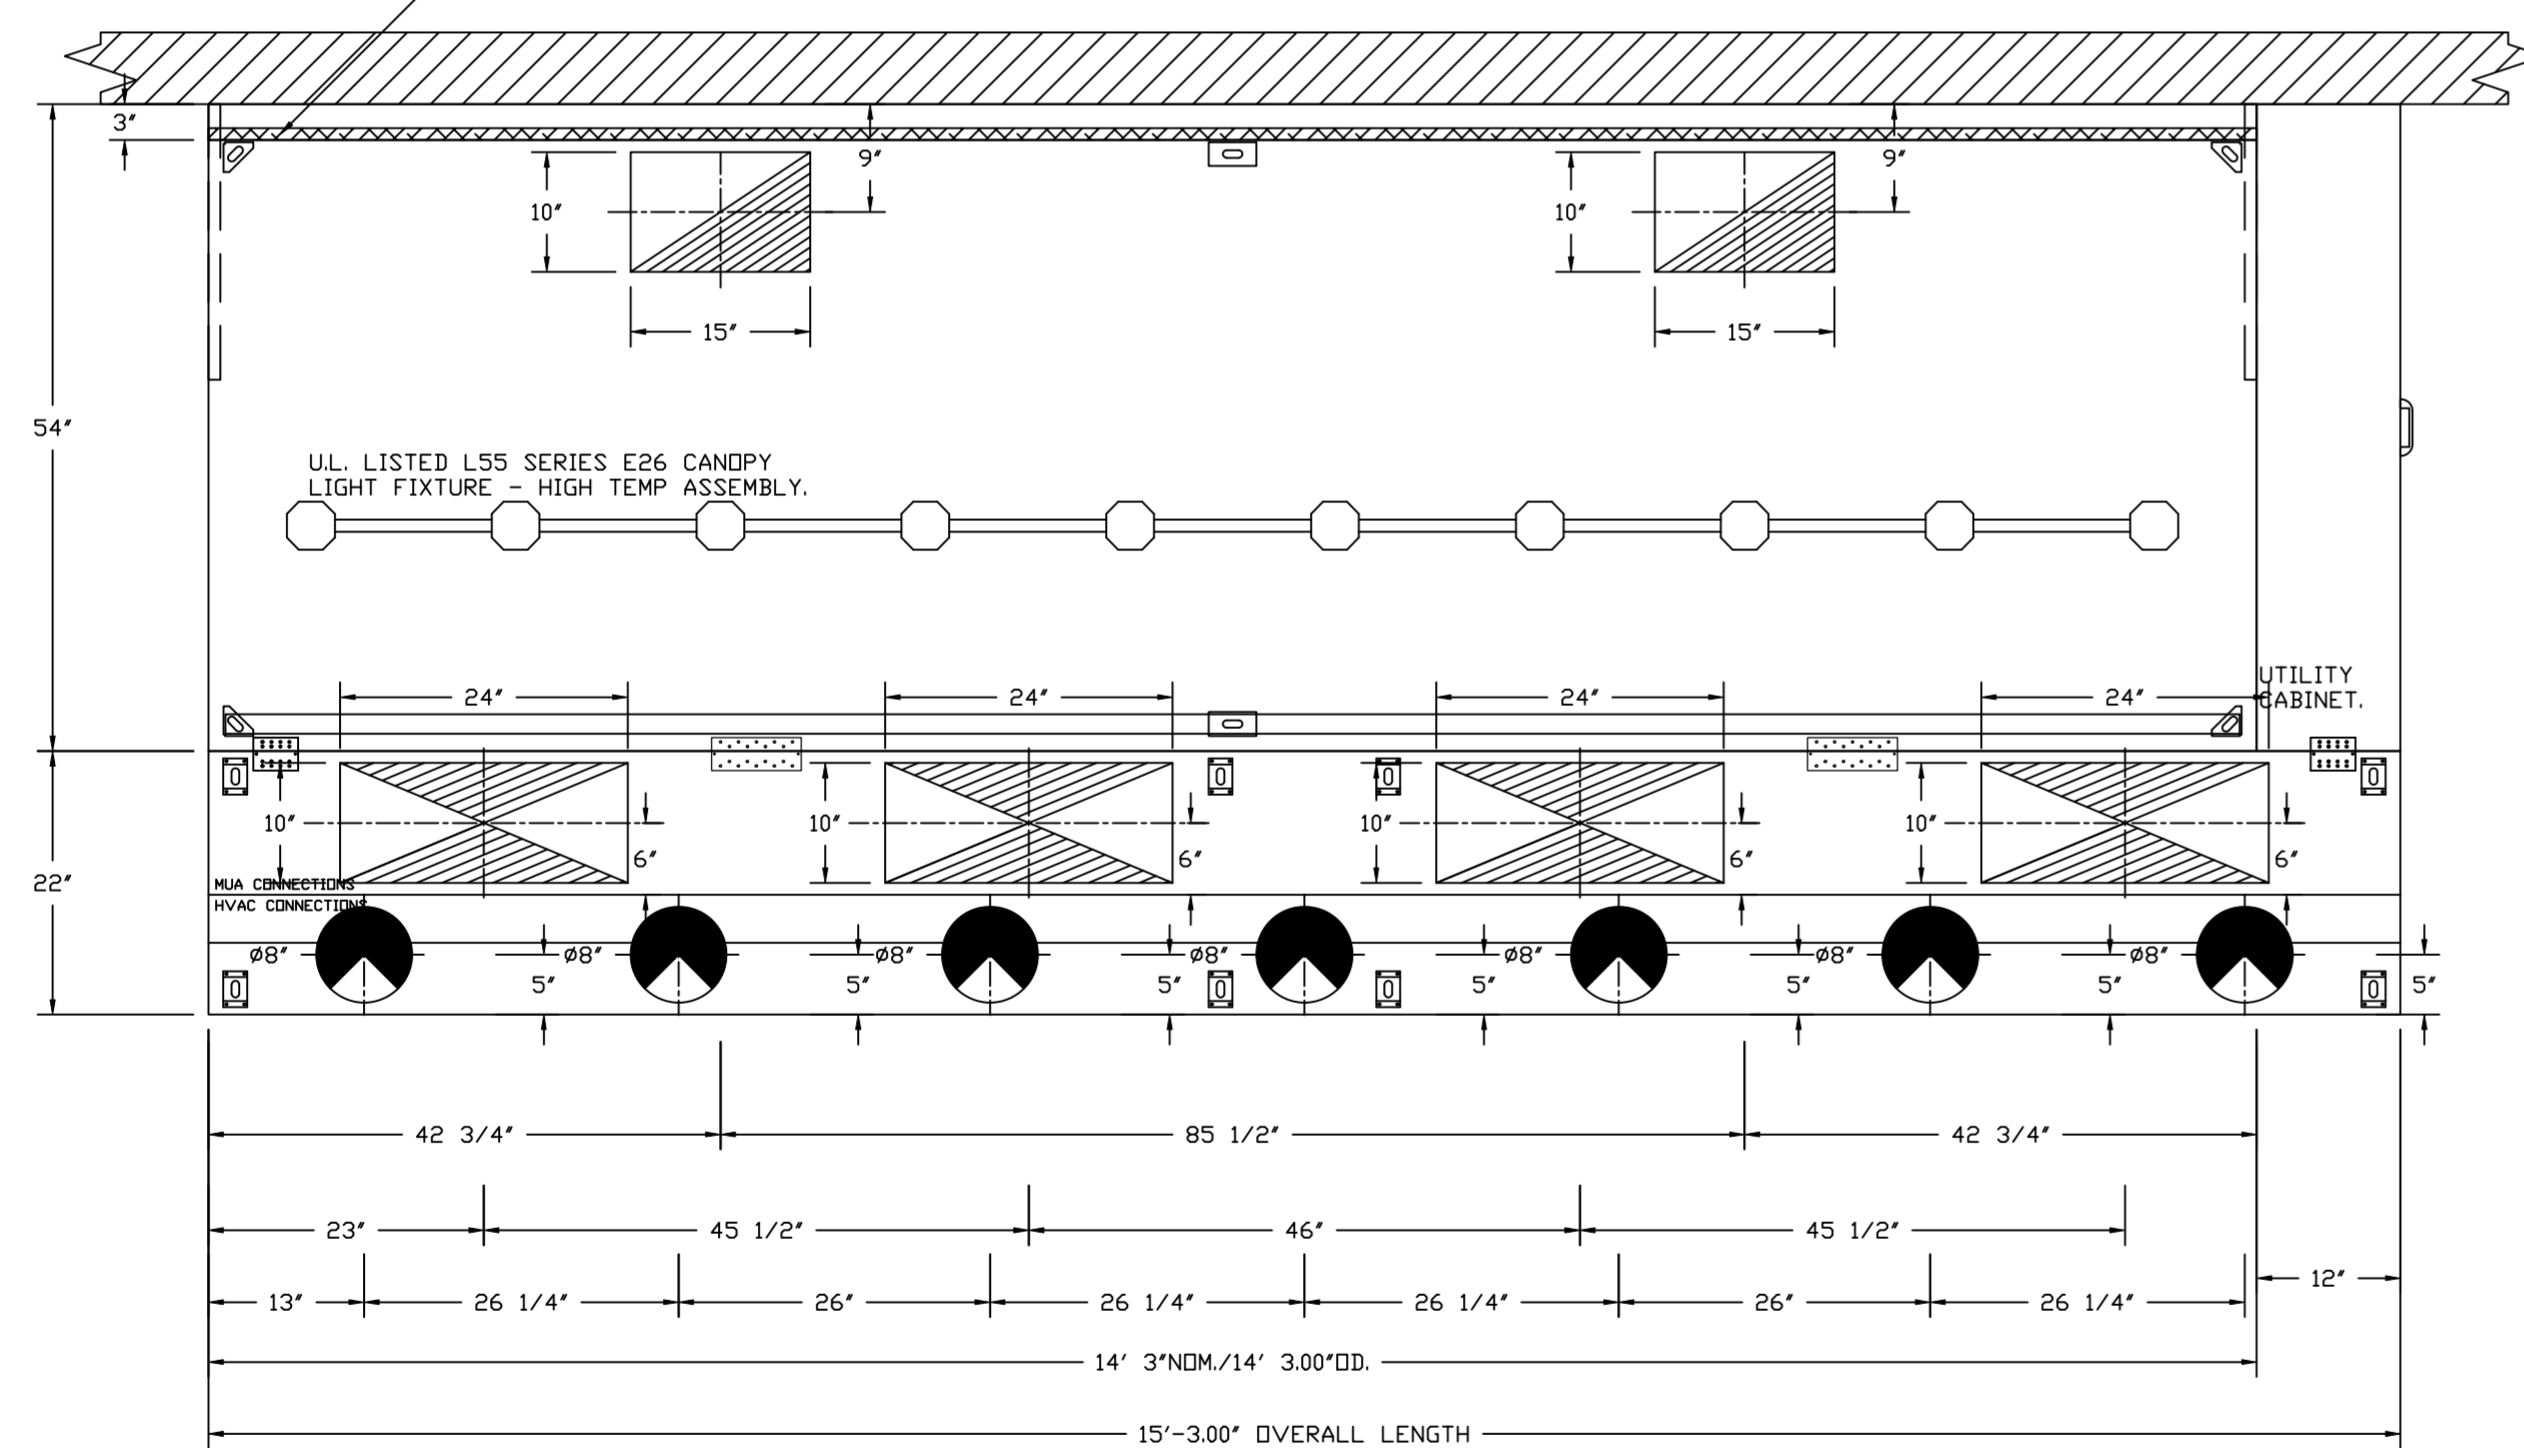 3″
9″
9″
10″
10″
15″
15″
54″
U.L. LISTED L55 SERIES E26 CANOPY
LIGHT FIXTURE - HIGH TEMP ASSEMBLY.
UTILITY
CABINET.
24″ 24″ 24″ 24″
10″ 10″ 10″ 10″
6″ 6″ 6″ 6″
22″
MUA CONNECTIONS
HVAC CONNECTIONS
ø8″ ø8″ ø8″ ø8″ ø8″ ø8″ ø8″
5″ 5″ 5″ 5″ 5″ 5″ 5″
42 3/4″ 85 1/2″ 42 3/4″
23″ 45 1/2″ 46″ 45 1/2″
12″
13″ 26 1/4″ 26″ 26 1/4″ 26 1/4″ 26″ 26 1/4″
14′ 3″NOM./14′ 3.00″OD.
15′-3.00″ OVERALL LENGTH